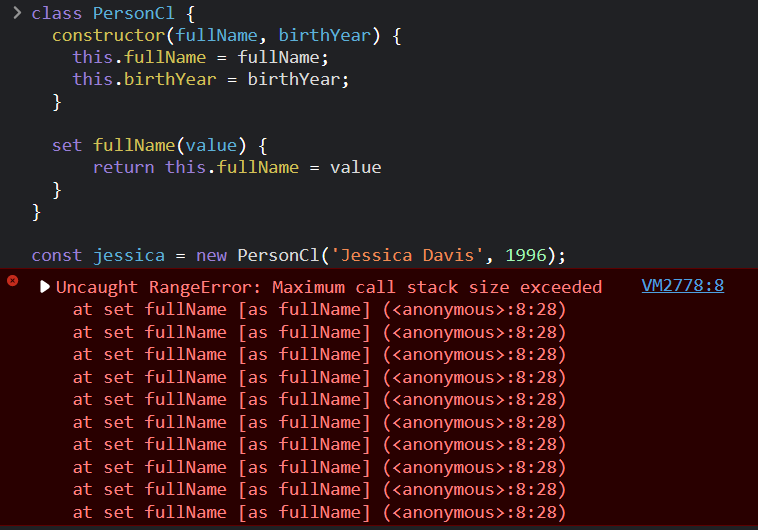 class PersonCl {
  constructor(fullName, birthYear) {
    this.fullName = fullName;
    this.birthYear = birthYear;
  }

  set fullName(value) {
      return this.fullName = value
  }
}

const jessica = new PersonCl('Jessica Davis', 1996);
Uncaught RangeError: Maximum call stack size exceeded VM2778:8
    at set fullName [as fullName] (<anonymous>:8:28)
    at set fullName [as fullName] (<anonymous>:8:28)
    at set fullName [as fullName] (<anonymous>:8:28)
    at set fullName [as fullName] (<anonymous>:8:28)
    at set fullName [as fullName] (<anonymous>:8:28)
    at set fullName [as fullName] (<anonymous>:8:28)
    at set fullName [as fullName] (<anonymous>:8:28)
    at set fullName [as fullName] (<anonymous>:8:28)
    at set fullName [as fullName] (<anonymous>:8:28)
    at set fullName [as fullName] (<anonymous>:8:28)